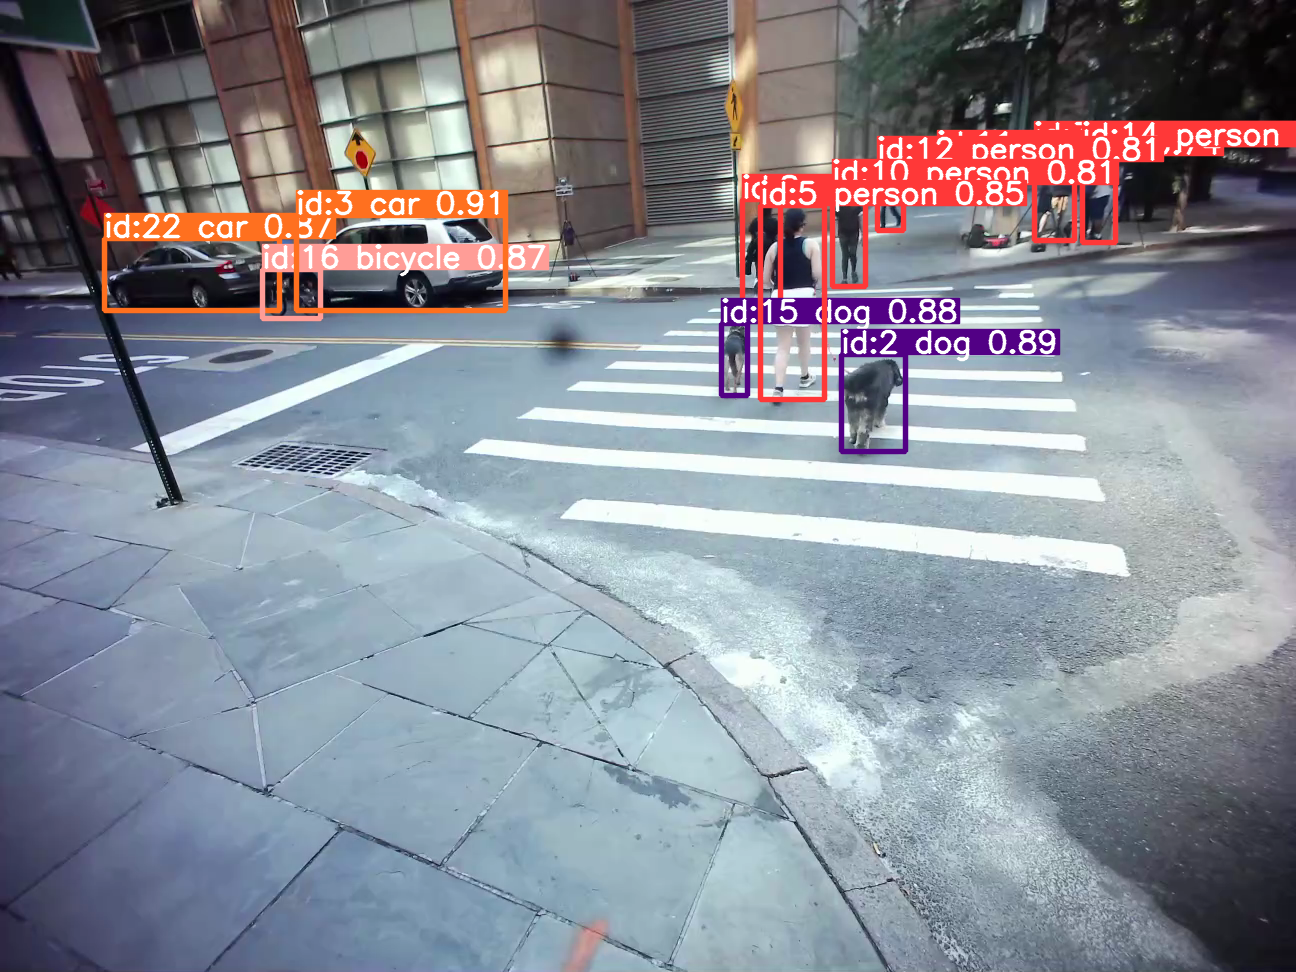 id:14 person
id:12 person 0.81
id:10 person 0.81
id:5 person 0.85
id:3 car 0.91
id:22 car 0.87
id:16 bicycle 0.87
id:15 dog 0.88
id:2 dog 0.89
STOP